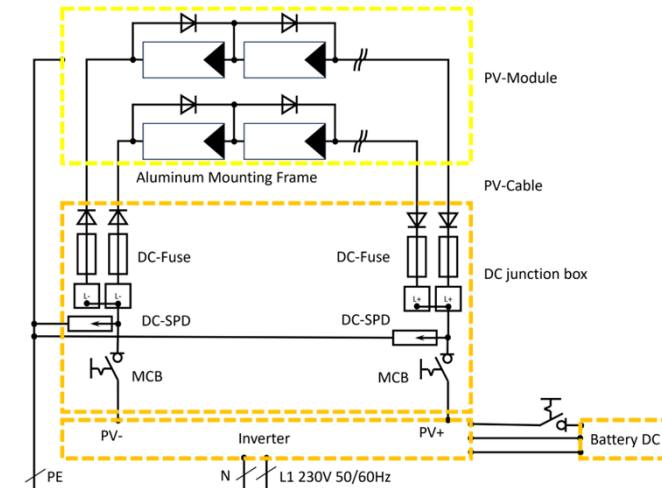 PV-Module
Aluminum Mounting Frame
PV-Cable
DC-Fuse
DC-Fuse
DC junction box
L-
L-
L+
L+
DC-SPD
DC-SPD
MCB
MCB
PV-
PV+
Inverter
Battery DC
PE
N
L1 230V 50/60Hz